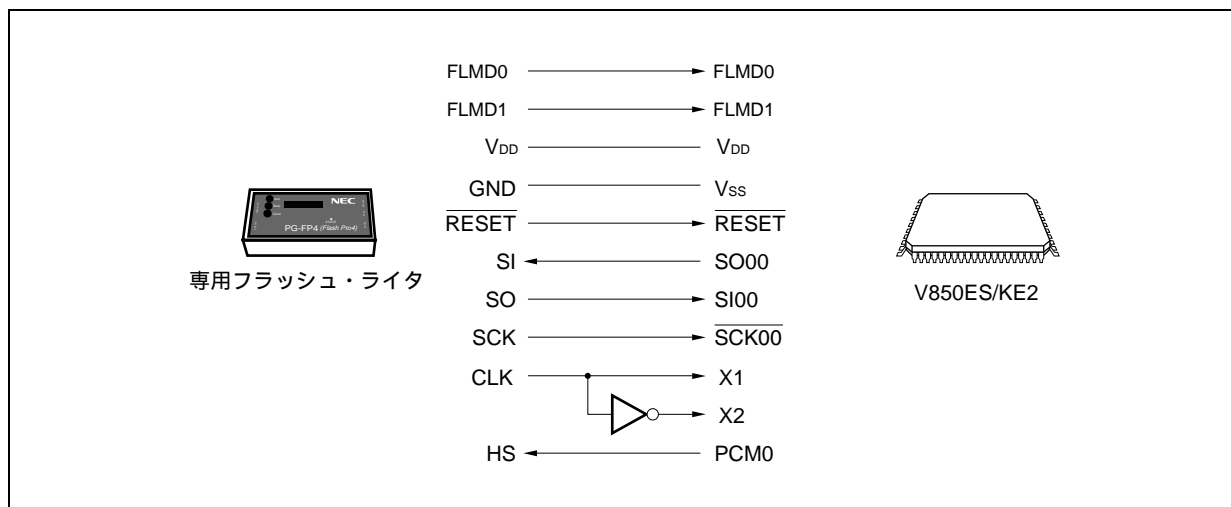 FLMD0 FLMD0
FLMD1 FLMD1
VDD VDD
GND VSS
RESET RESET
SI SO00
SO SI00
SCK SCK00
CLK X1
X2
HS PCM0
NEC
PG-FP4 (Flash Pro4)
専用フラッシュ・ライタ
V850ES/KE2